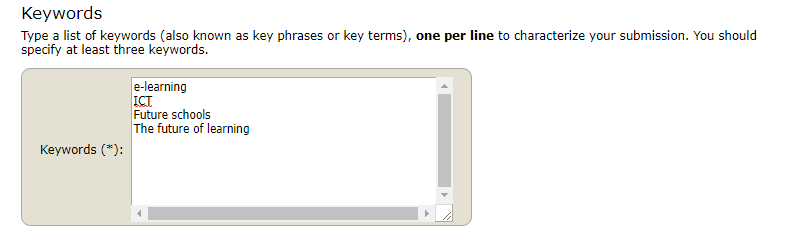 Keywords
Type a list of keywords (also known as key phrases or key terms), one per line to characterize your submission. You should
specify at least three keywords.
e-learning
ICT
Future schools
The future of learning
Keywords (*):